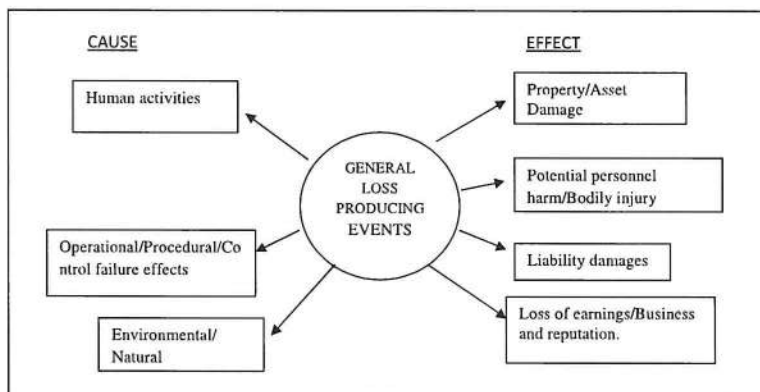 CAUSE
EFFECT
Human activities
Property/Asset
Damage
GENERAL
LOSS
PRODUCING
EVENTS
Potential personnel
harm/Bodily injury
Operational/Procedural/Co
ntrol failure effects
Liability damages
Environmental/
Natural
Loss of earnings/Business
and reputation.